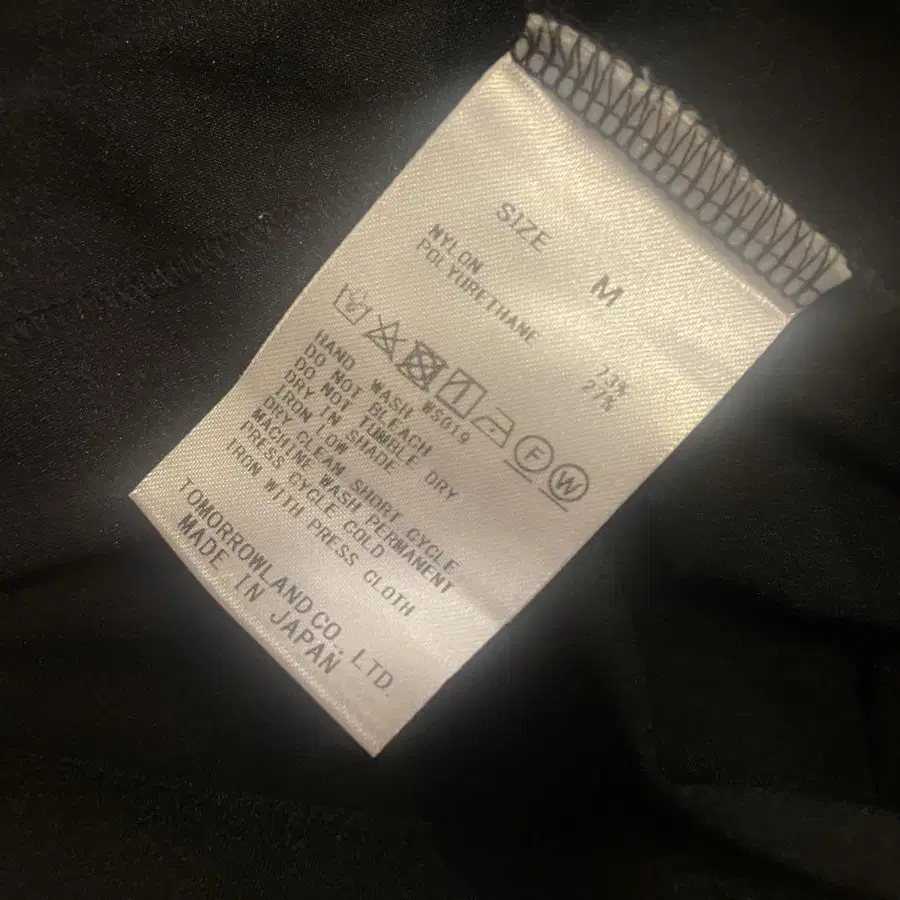 SIZE M
NYLON 73%
POLYURETHANE 27%
F W
HAND WASH WS019
DO NOT BLEACH
DO NOT TUMBLE DRY
DRY IN SHADE
IRON LOW
DRY CLEAN SHORT CYCLE
MACHINE WASH PERMANENT
PRESS CYCLE COLD
IRON WITH PRESS CLOTH
TOMORROWLAND CO., LTD.
MADE IN JAPAN